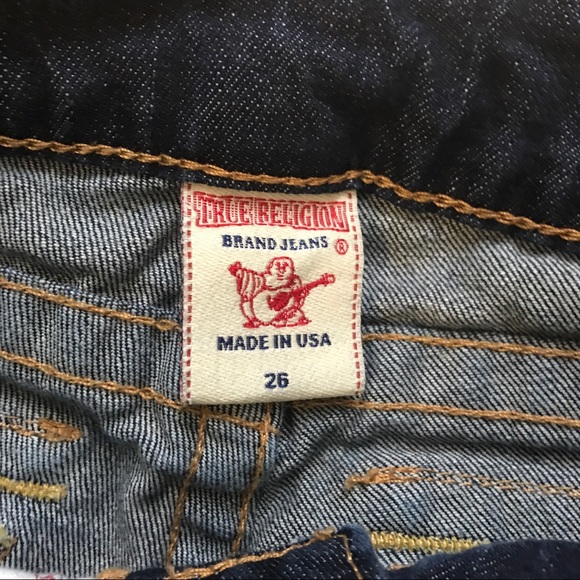 TRUE RELIGION
BRAND JEANS ®
MADE IN USA
26